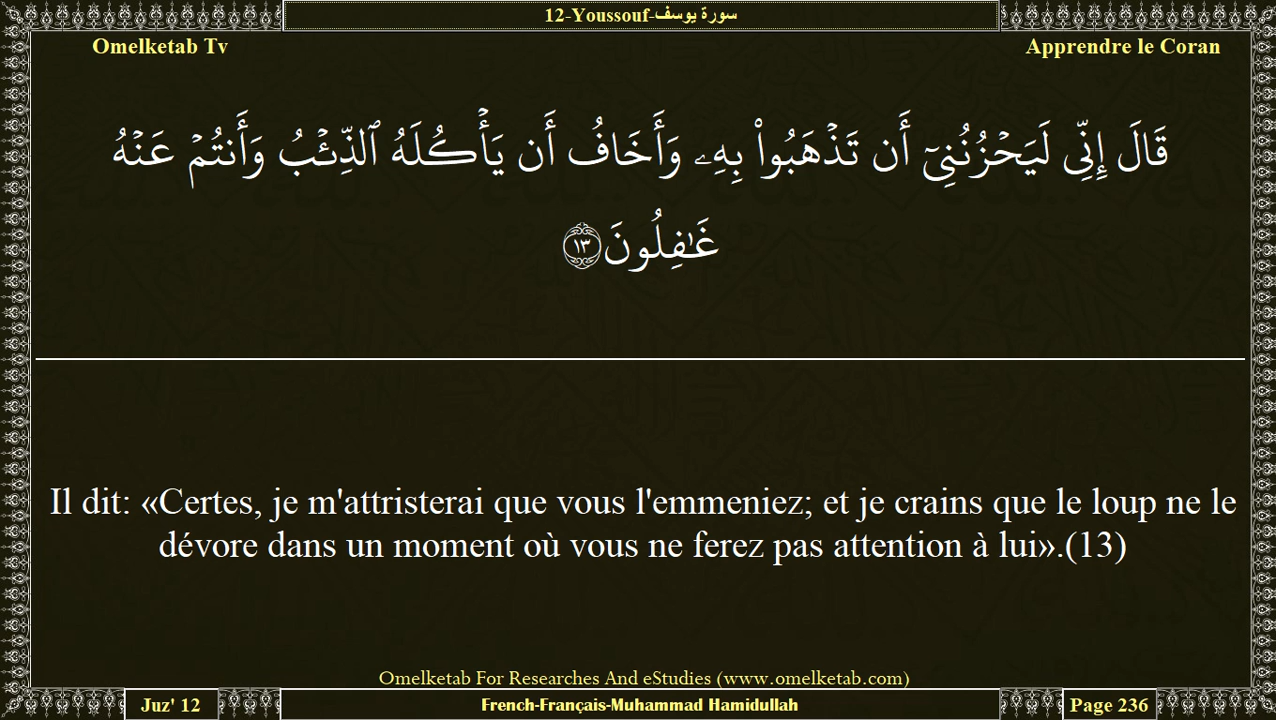 12-Youssouf-سورة يوسف
Omelketab Tv
Apprendre le Coran
قَالَ إِنِّي لَيَحۡزُنُنِيٓ أَن تَذۡهَبُواْ بِهِۦ وَأَخَافُ أَن يَأۡكُلَهُ ٱلذِّئۡبُ وَأَنتُمۡ عَنۡهُ
غَٰفِلُونَ ١٣
Il dit: «Certes, je m'attristerai que vous l'emmeniez; et je crains que le loup ne le
dévore dans un moment où vous ne ferez pas attention à lui».(13)
Omelketab For Researches And eStudies (www.omelketab.com)
Juz' 12
French-Français-Muhammad Hamidullah
Page 236